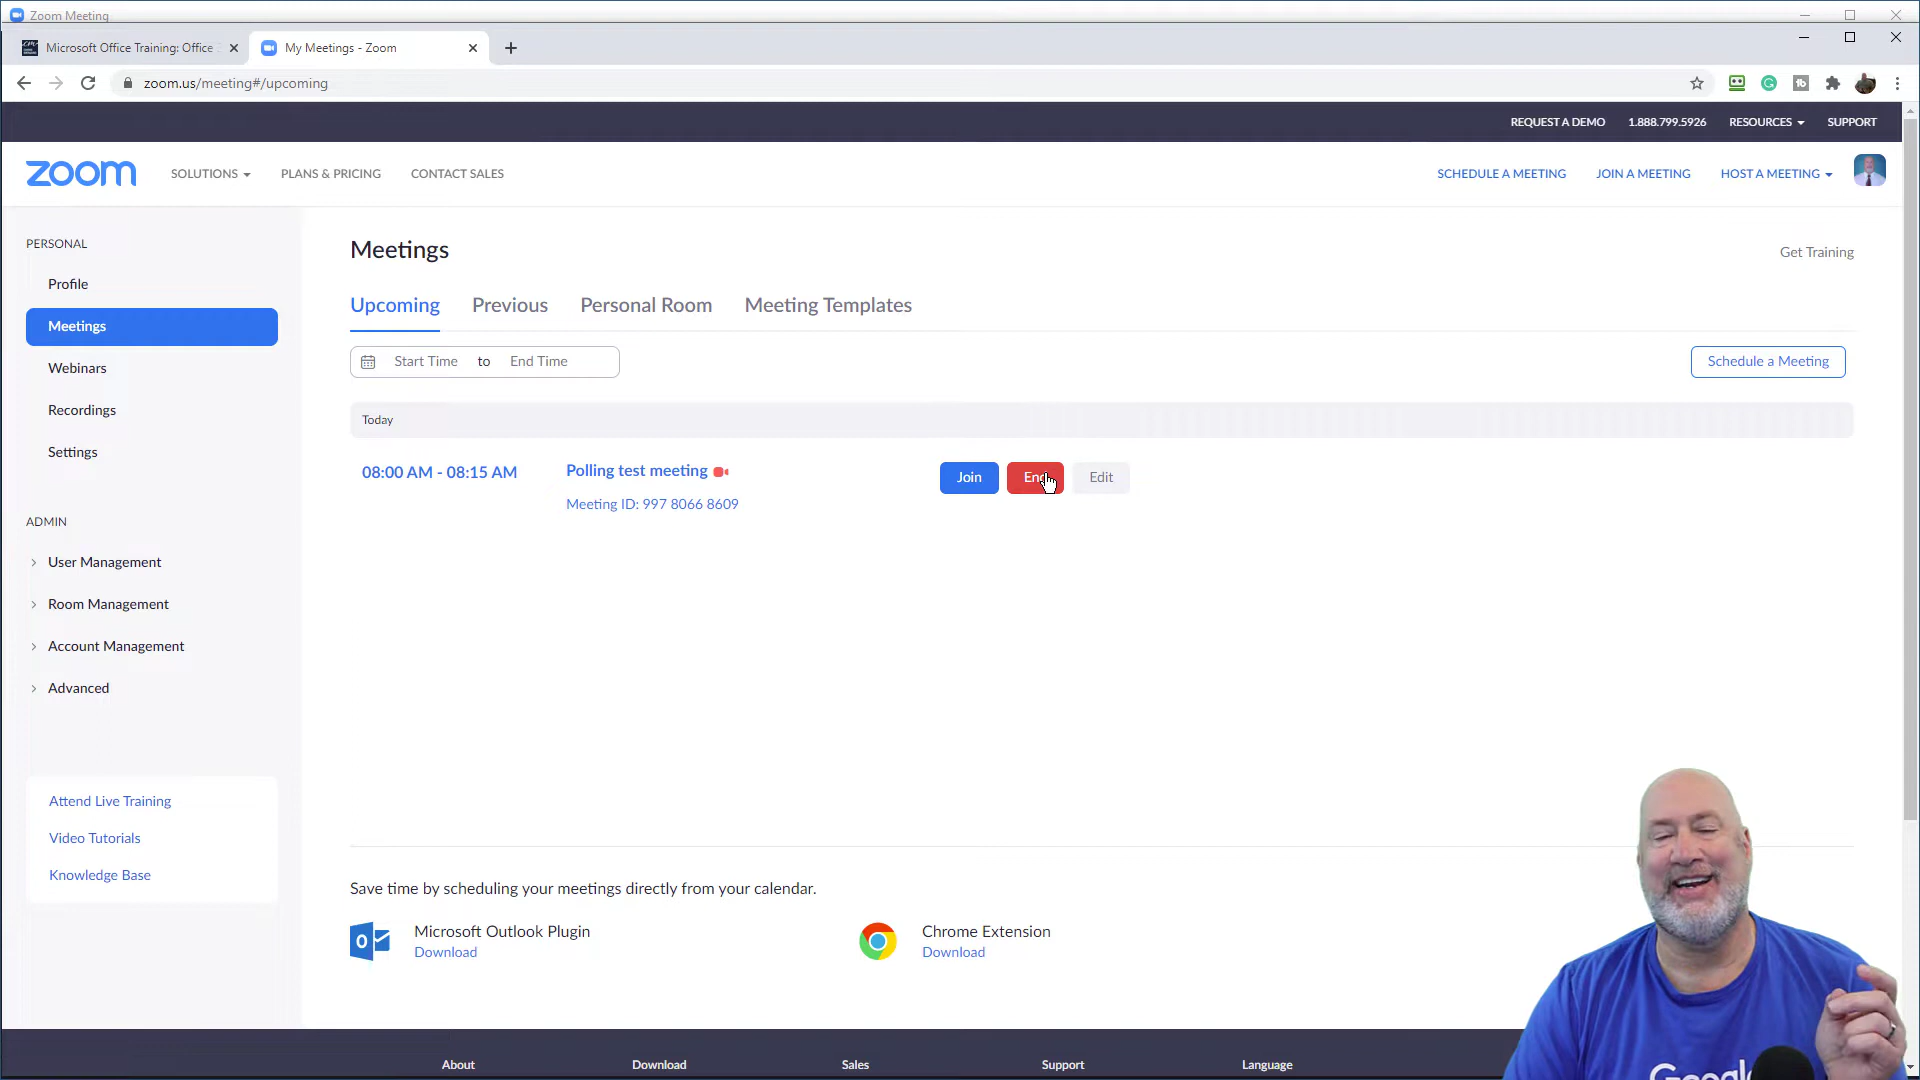 Zoom Meeting
Microsoft Office Training: Office
My Meetings - Zoom
zoom.us/meeting#/upcoming
REQUEST A DEMO 1.888.799.5926 RESOURCES SUPPORT
zoom SOLUTIONS PLANS & PRICING CONTACT SALES SCHEDULE A MEETING JOIN A MEETING HOST A MEETING
PERSONAL
Profile
Meetings
Webinars
Recordings
Settings
ADMIN
User Management
Room Management
Account Management
Advanced
Attend Live Training
Video Tutorials
Knowledge Base
Meetings
Get Training
Upcoming Previous Personal Room Meeting Templates
Start Time to End Time
Schedule a Meeting
Today
08:00 AM - 08:15 AM
Polling test meeting
Meeting ID: 997 8066 8609
Join End Edit
Save time by scheduling your meetings directly from your calendar.
Microsoft Outlook Plugin
Download
Chrome Extension
Download
About Download Sales Support Language
Google